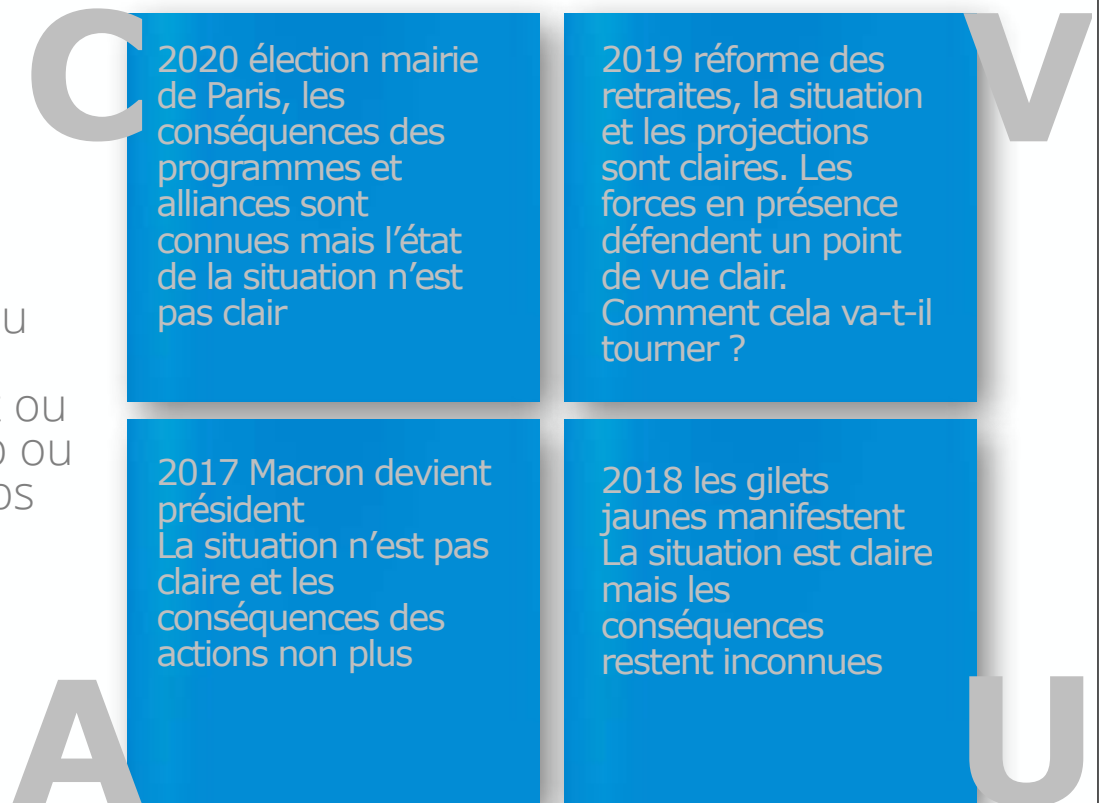 C
2020 élection mairie
de Paris, les
conséquences des
programmes et
alliances sont
connues mais l’état
de la situation n’est
pas clair
V
2019 réforme des
retraites, la situation
et les projections
sont claires. Les
forces en présence
défendent un point
de vue clair.
Comment cela va-t-il
tourner ?
ou
ou
A
2017 Macron devient
président
La situation n’est pas
claire et les
conséquences des
actions non plus
U
2018 les gilets
jaunes manifestent
La situation est claire
mais les
conséquences
restent inconnues